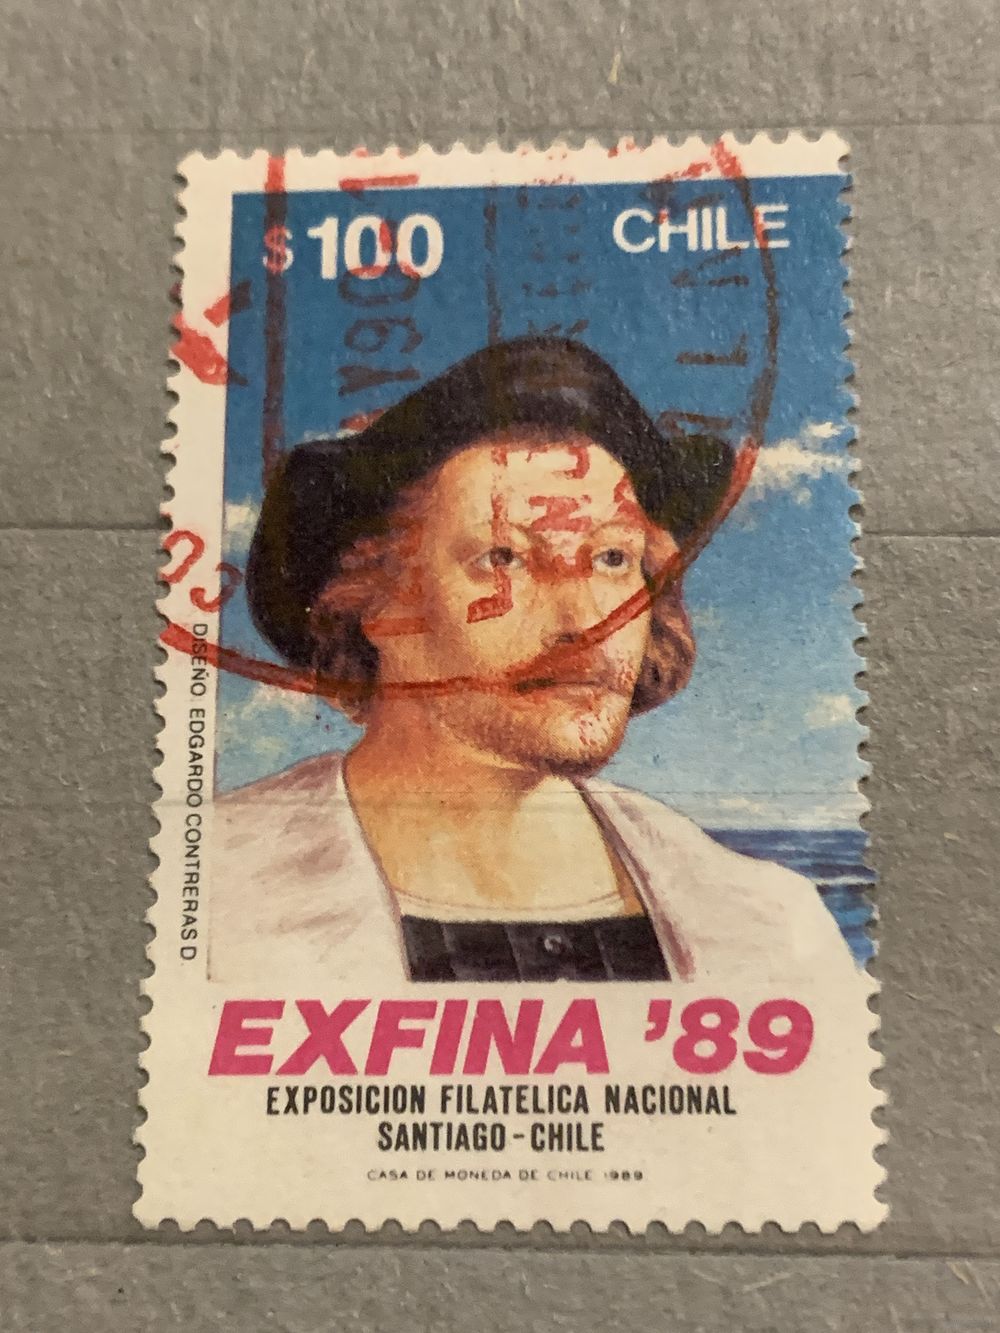 $100
CHILE
DISEÑO: EDGARDO CONTRERAS D.
EXFINA '89
EXPOSICION FILATELICA NACIONAL
SANTIAGO - CHILE
CASA DE MONEDA DE CHILE 1989